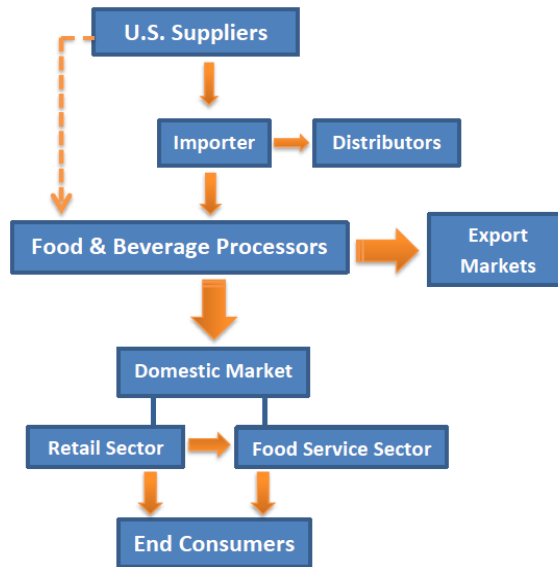 U.S. Suppliers
Importer
Distributors
Food & Beverage Processors
Export
Markets
Domestic Market
Retail Sector
Food Service Sector
End Consumers